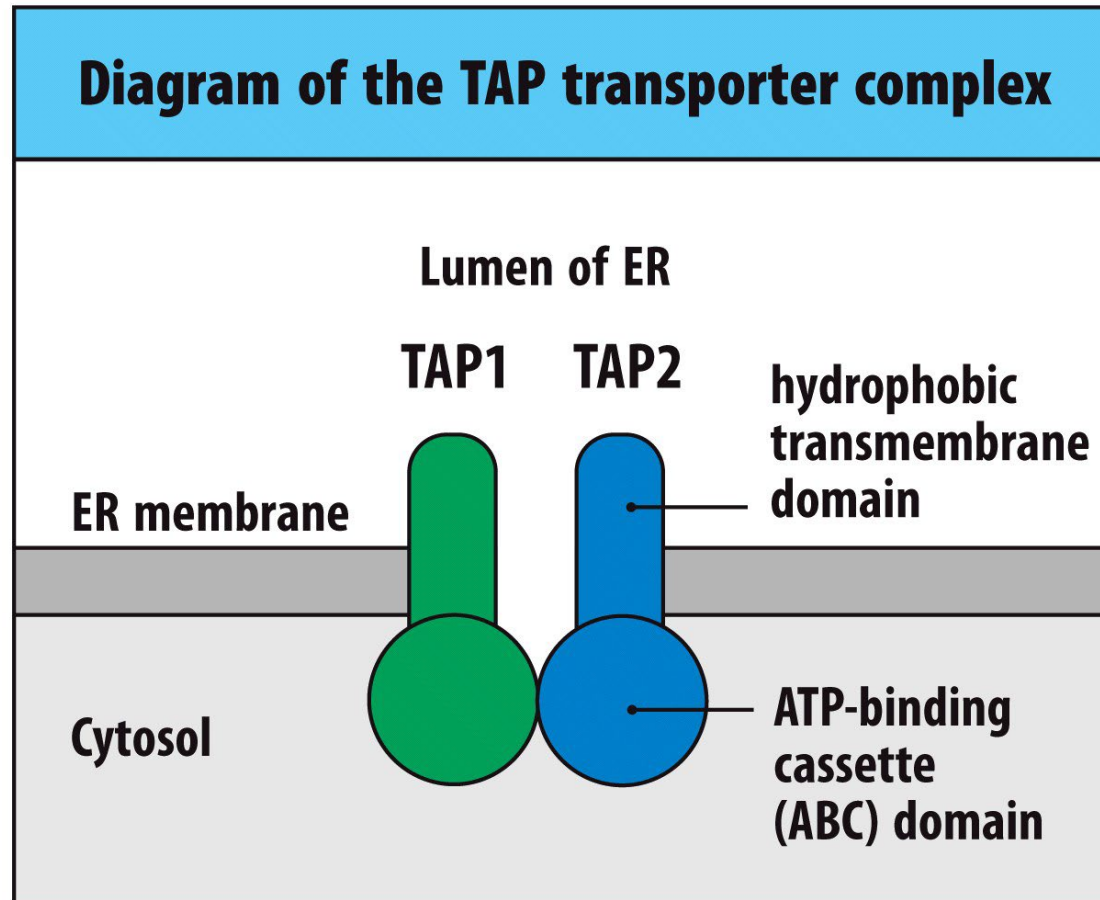 Diagram of the TAP transporter complex
Lumen of ER
TAP1 TAP2
hydrophobic
transmembrane
domain
ER membrane
Cytosol
ATP-binding
cassette
(ABC) domain